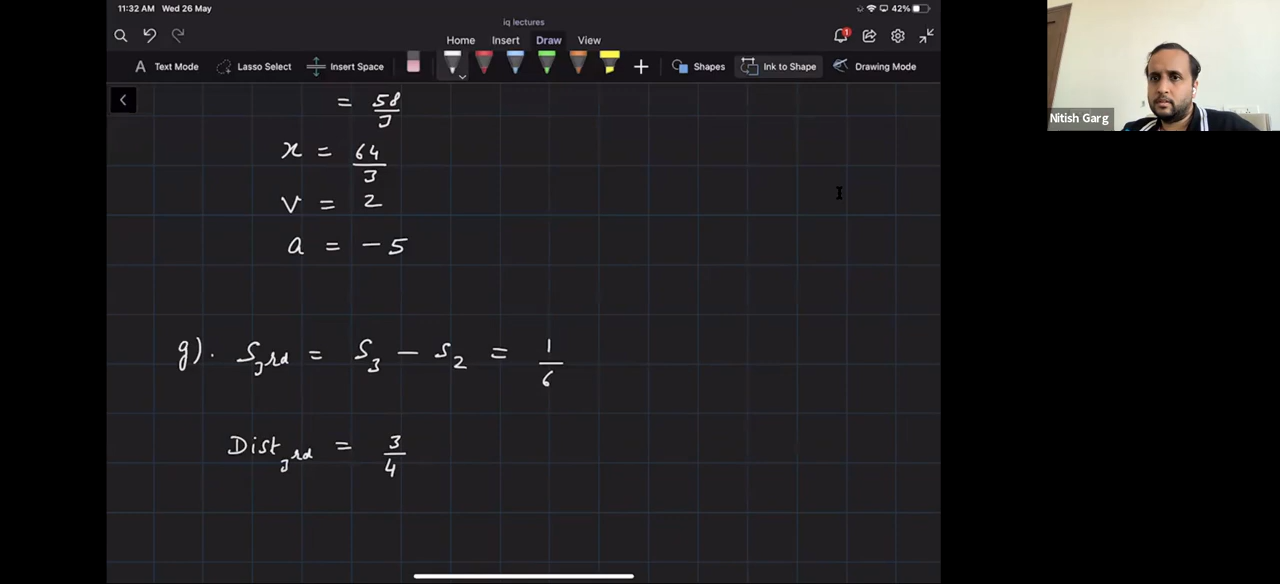 11:32 AM Wed 26 May
42%
iq lectures
Home Insert Draw View
1
Text Mode Lasso Select Insert Space Shapes Ink to Shape Drawing Mode
= 58/3
x = 64/3
v = 2
a = -5
g). S3rd = S3 - S2 = 1/6
Dist3rd = 3/4
Nitish Garg